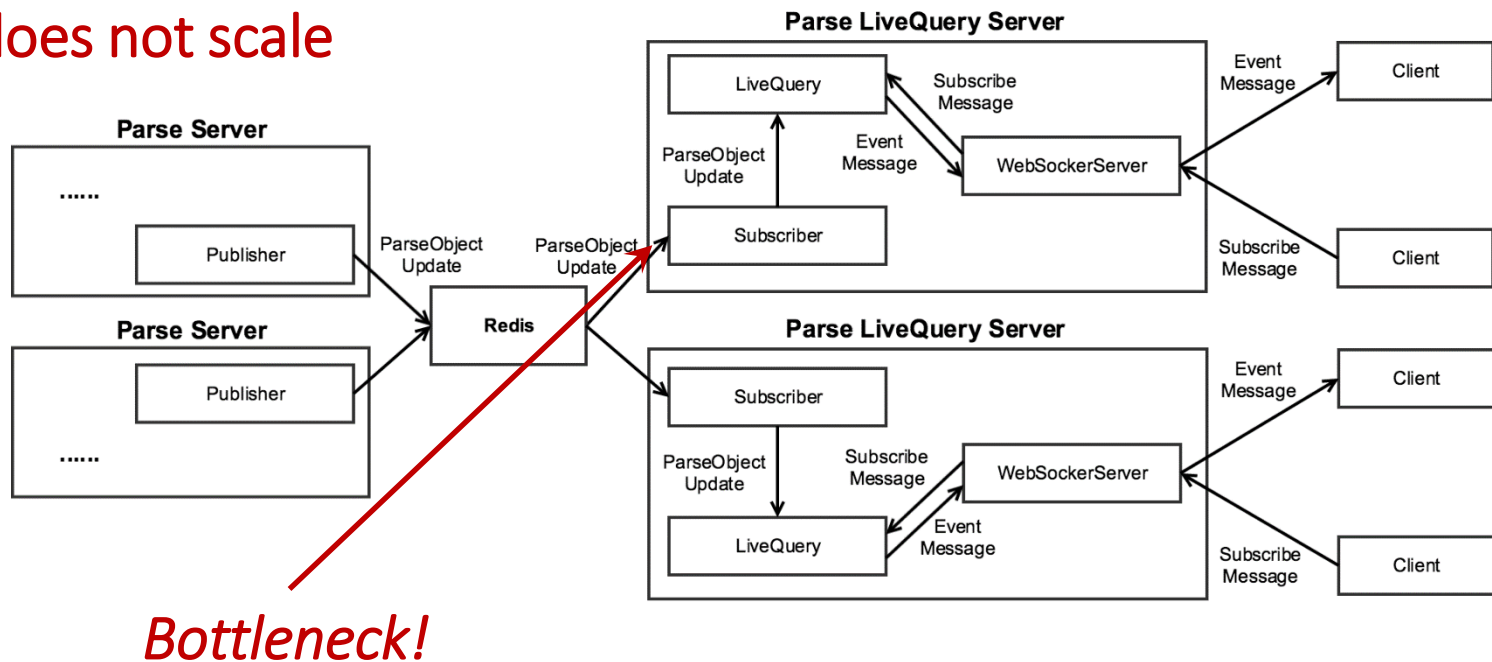 does not scale
Parse Server
......
Publisher
Parse Server
Publisher
......
ParseObject
Update
Redis
ParseObject
Update
Parse LiveQuery Server
LiveQuery
Subscribe
Message
Event
Message
ParseObject
Update
WebSockerServer
Subscriber
Event
Message
Client
Subscribe
Message
Client
Parse LiveQuery Server
Subscriber
ParseObject
Update
Subscribe
Message
WebSockerServer
LiveQuery
Event
Message
Event
Message
Client
Subscribe
Message
Client
Bottleneck!